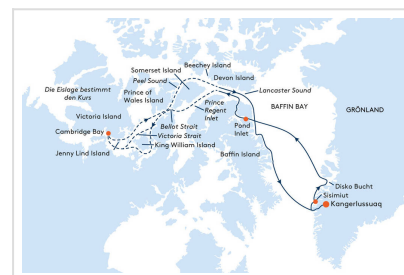 Beechey Island
Somerset Island
Devon Island
Peel Sound
Die Eislage bestimmt
den Kurs
Prince of
Wales Island
Lancaster Sound
Prince
Regent
Inlet
BAFFIN BAY
GRÖNLAND
Victoria Island
Bellot Strait
Pond
Inlet
Cambridge Bay
Victoria Strait
King William Island
Jenny Lind Island
Baffin Island
Disko Bucht
Sisimiut
Kangerlussuaq